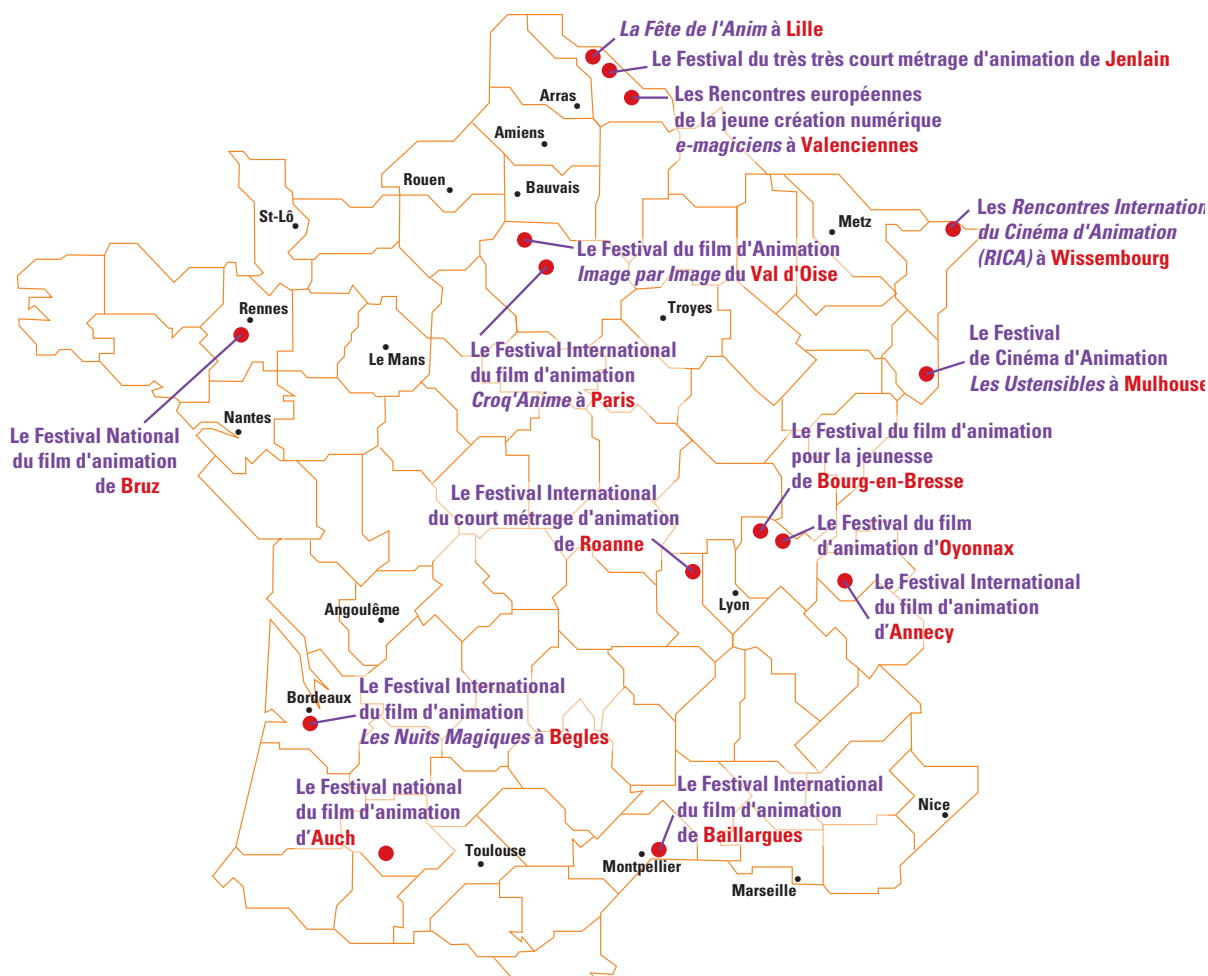 La Fête de l'Anim à Lille
Le Festival du très très court métrage d'animation de Jenlain
Les Rencontres européennes
de la jeune création numérique
e-magiciens à Valenciennes
Arras
Amiens
Rouen
Bauvais
St-Lô
Metz
Les Rencontres Internation
du Cinéma d'Animation
(RICA) à Wissembourg
Le Festival du film d'Animation
Image par Image du Val d'Oise
Rennes
Troyes
Le Mans
Le Festival International
du film d'animation
Croq'Anime à Paris
Le Festival
de Cinéma d'Animation
Les Ustensibles à Mulhouse
Nantes
Le Festival National
du film d'animation
de Bruz
Le Festival du film d'animation
pour la jeunesse
de Bourg-en-Bresse
Le Festival International
du court métrage d'animation
de Roanne
Le Festival du film
d'animation d'Oyonnax
Lyon
Angoulême
Le Festival International
du film d'animation
d'Annecy
Bordeaux
Le Festival International
du film d'animation
Les Nuits Magiques à Bègles
Le Festival national
du film d'animation
d'Auch
Le Festival International
du film d'animation
de Baillargues
Nice
Toulouse
Montpellier
Marseille